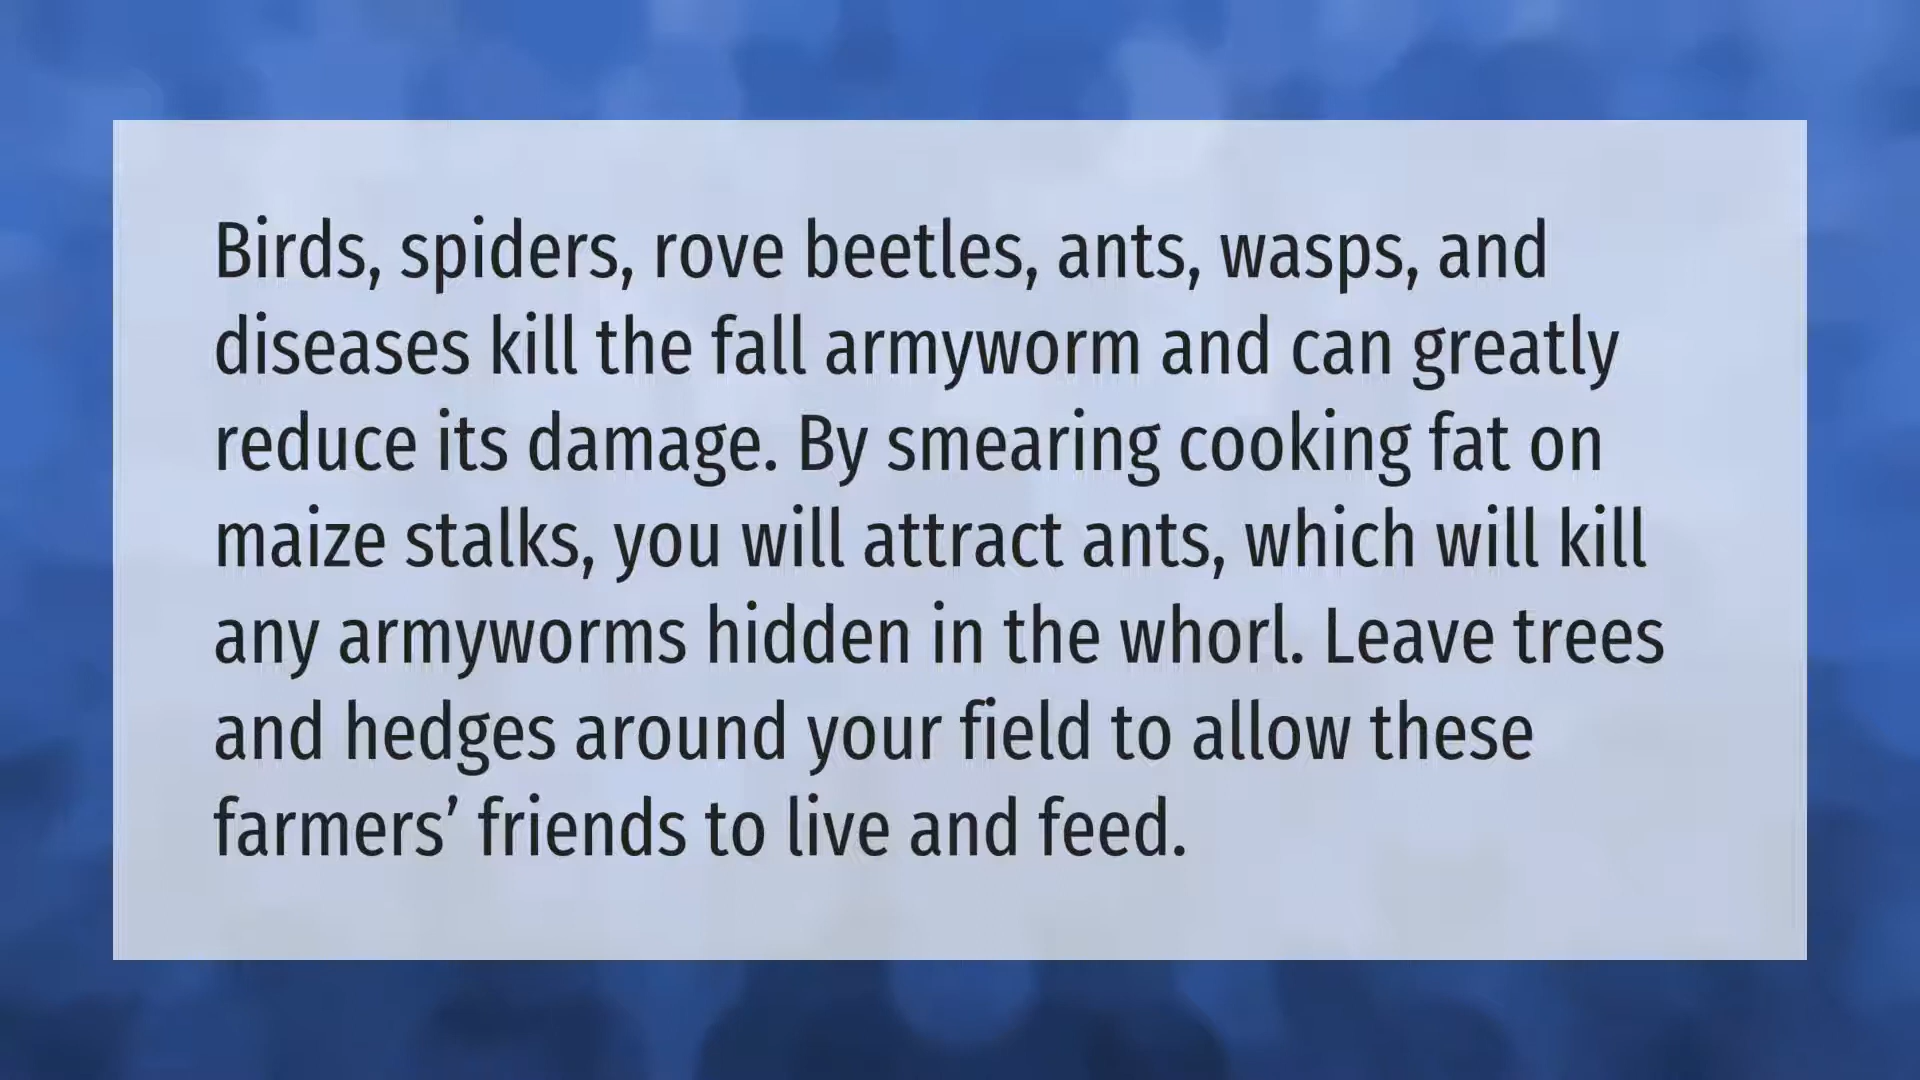 Birds, spiders, rove beetles, ants, wasps, and
diseases kill the fall armyworm and can greatly
reduce its damage. By smearing cooking fat on
maize stalks, you will attract ants, which will kill
any armyworms hidden in the whorl. Leave trees
and hedges around your field to allow these
farmers’ friends to live and feed.